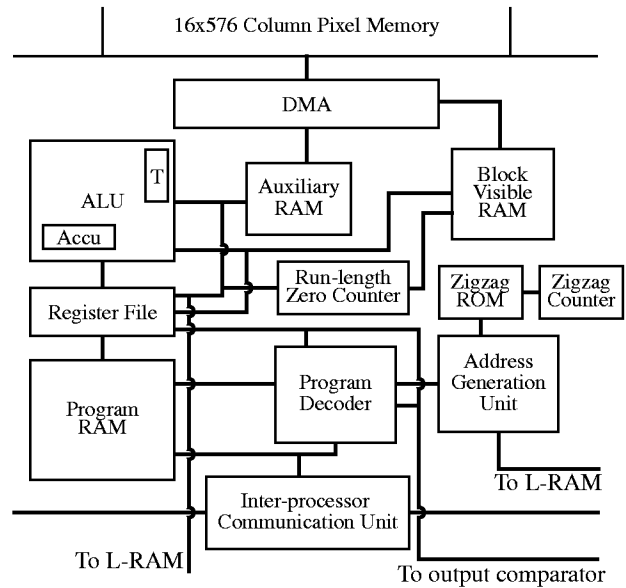 16x576 Column Pixel Memory
DMA
T
ALU
Accu
Auxiliary
RAM
Block
Visible
RAM
Run-length
Zero Counter
Zigzag
ROM
Zigzag
Counter
Register File
Program
RAM
Program
Decoder
Address
Generation
Unit
To L-RAM
Inter-processor
Communication Unit
To L-RAM
To output comparator